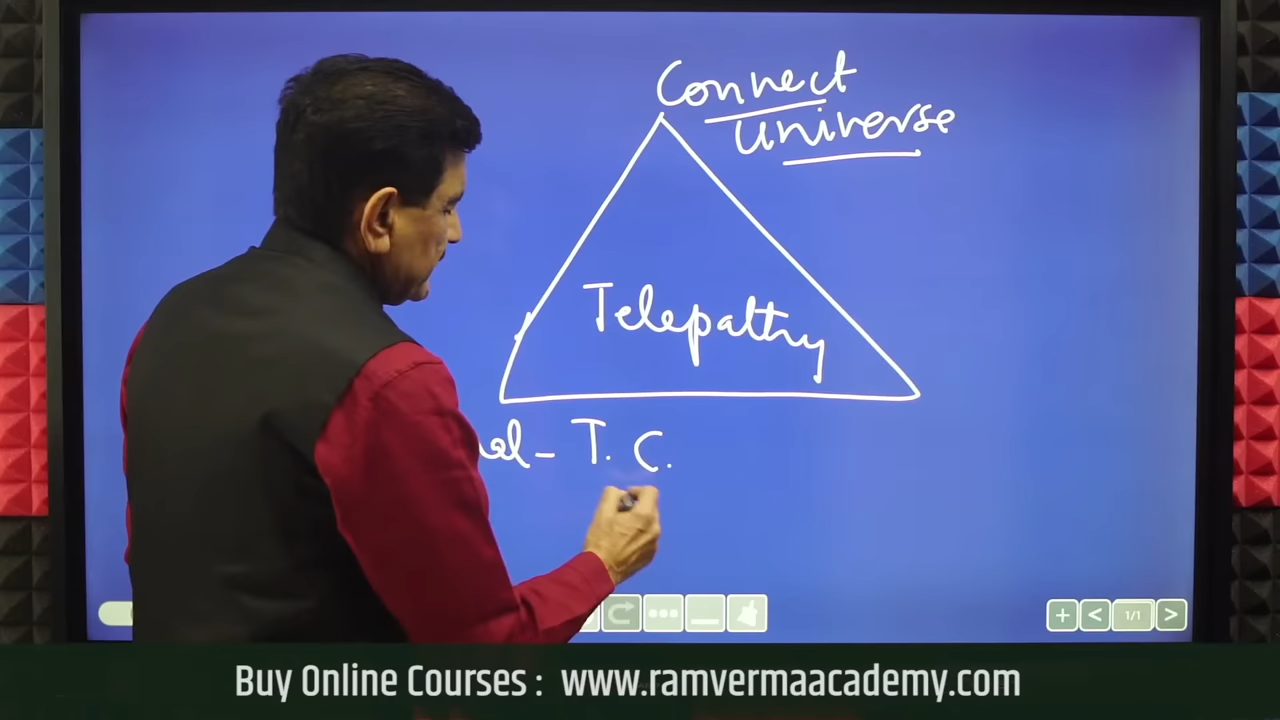 Connect
Universe
Telepathy
T. C.
1/1
Buy Online Courses : www.ramvermaacademy.com